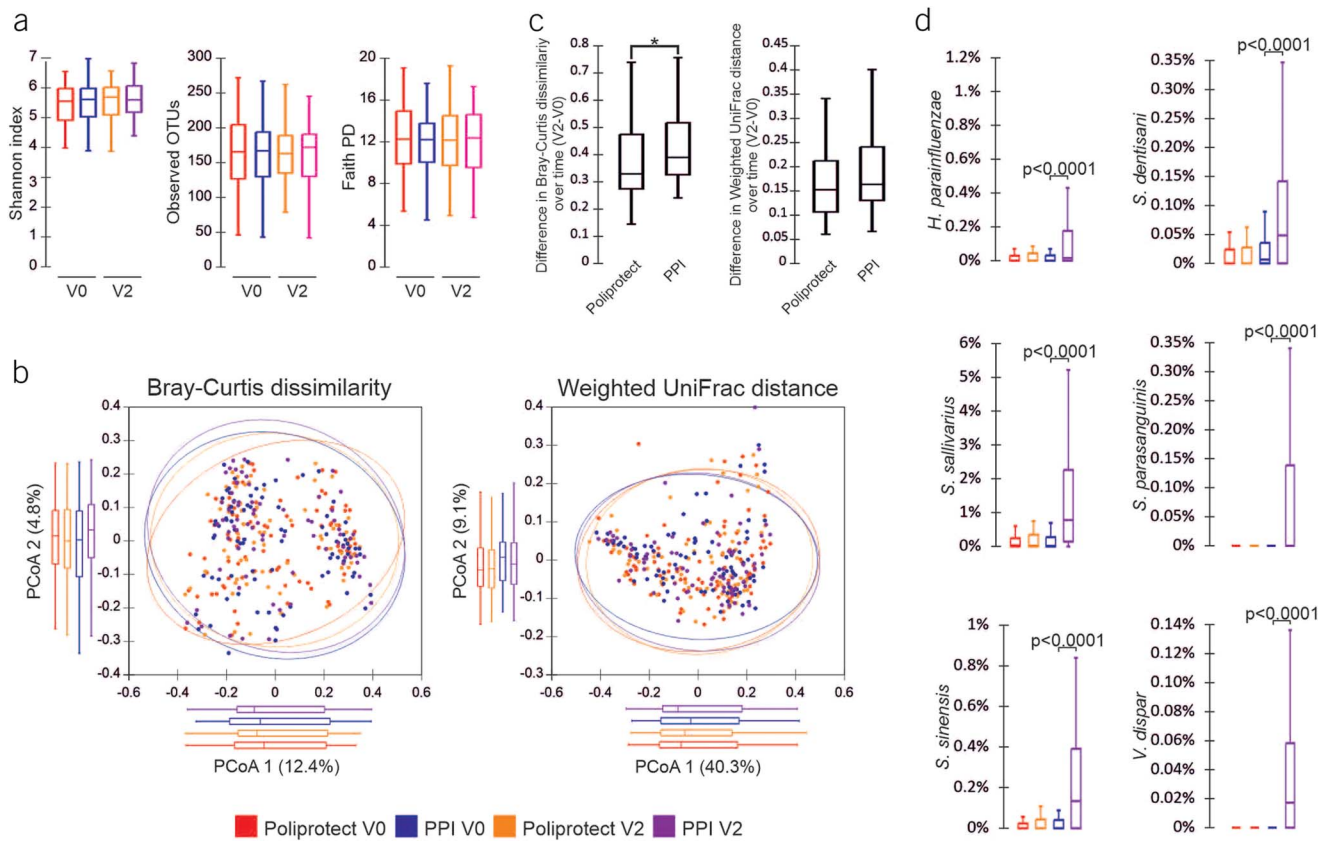 a
Shannon index
7
6
5
4
3
2
1
0
V0
V2
Observed OTUs
300
250
200
150
100
50
0
V0
V2
Faith PD
20
16
12
8
4
0
V0
V2
c
Difference in Bray-Curtis dissimilariy
over time (V2-V0)
0.8
0.7
0.6
0.5
0.4
0.3
0.2
0.1
0
*
Poliprotect
PPI
Difference in Weighted UniFrac distance
over time (V2-V0)
0.45
0.4
0.35
0.3
0.25
0.2
0.15
0.1
0.05
0
Poliprotect
PPI
b
Bray-Curtis dissimilarity
PCoA 2 (4.8%)
0.4
0.3
0.2
0.1
0
-0.1
-0.2
-0.3
-0.4
-0.6
-0.4
-0.2
0
0.2
0.4
0.6
PCoA 1 (12.4%)
Weighted UniFrac distance
PCoA 2 (9.1%)
0.4
0.3
0.2
0.1
0
-0.1
-0.2
-0.3
-0.6
-0.4
-0.2
0
0.2
0.4
0.6
PCoA 1 (40.3%)
Poliprotect V0
PPI V0
Poliprotect V2
PPI V2
d
H. parainfluenzae
1.2%
1.%
0.8%
0.6%
0.4%
0.2%
0%
p<0.0001
S. dentisani
0.35%
0.30%
0.25%
0.20%
0.15%
0.10%
0.05%
0%
p<0.0001
S. sallivarius
6%
5%
4%
3%
2%
1%
0%
p<0.0001
S. parasanguinis
0.35%
0.30%
0.25%
0.20%
0.15%
0.10%
0.05%
0%
p<0.0001
S. sinensis
1%
0.8%
0.6%
0.4%
0.2%
0%
p<0.0001
V. dispar
0.14%
0.12%
0.10%
0.08%
0.06%
0.04%
0.02%
0%
p<0.0001